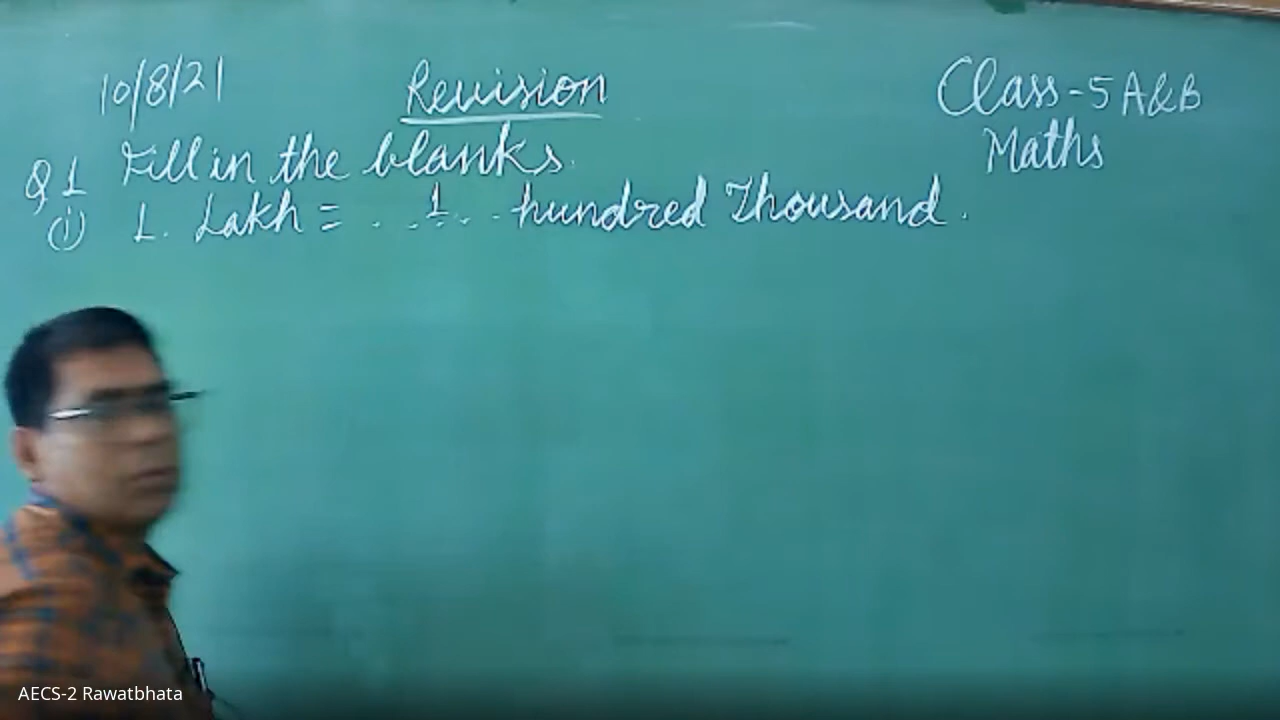 10/8/21 Revision Class-5 A&B
Maths
Q 1 Fill in the blanks.
(i) 1. Lakh = . . 1 . . hundred Thousand.
AECS-2 Rawatbhata